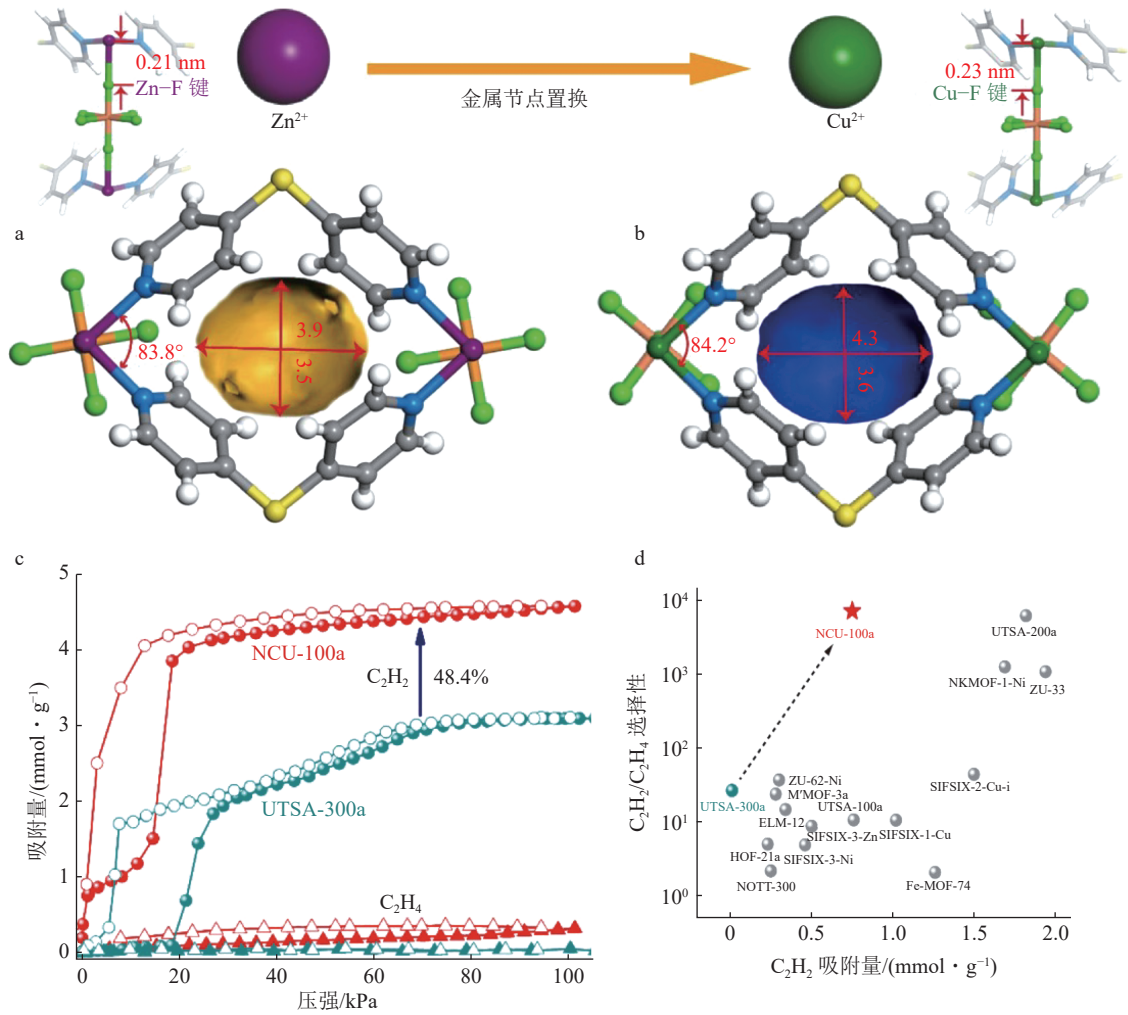 0.21 nm
Zn−F 键
Zn²⁺
金属节点置换
Cu²⁺
0.23 nm
Cu−F 键
a
83.8°
3.9
3.5
b
84.2°
4.3
3.6
c
吸附量/(mmol·g⁻¹)
5
4
3
2
1
0
NCU-100a
C₂H₂
48.4%
UTSA-300a
C₂H₄
0
20
40
60
80
100
压强/kPa
d
C₂H₂/C₂H₄ 选择性
10⁴
10³
10²
10¹
10⁰
NCU-100a
UTSA-200a
NKMOF-1-Ni
ZU-33
ZU-62-Ni
UTSA-300a
M'MOF-3a
UTSA-100a
SIFSIX-2-Cu-i
ELM-12
SIFSIX-3-Zn
SIFSIX-1-Cu
HOF-21a
SIFSIX-3-Ni
NOTT-300
Fe-MOF-74
0
0.5
1.0
1.5
2.0
C₂H₂ 吸附量/(mmol·g⁻¹)